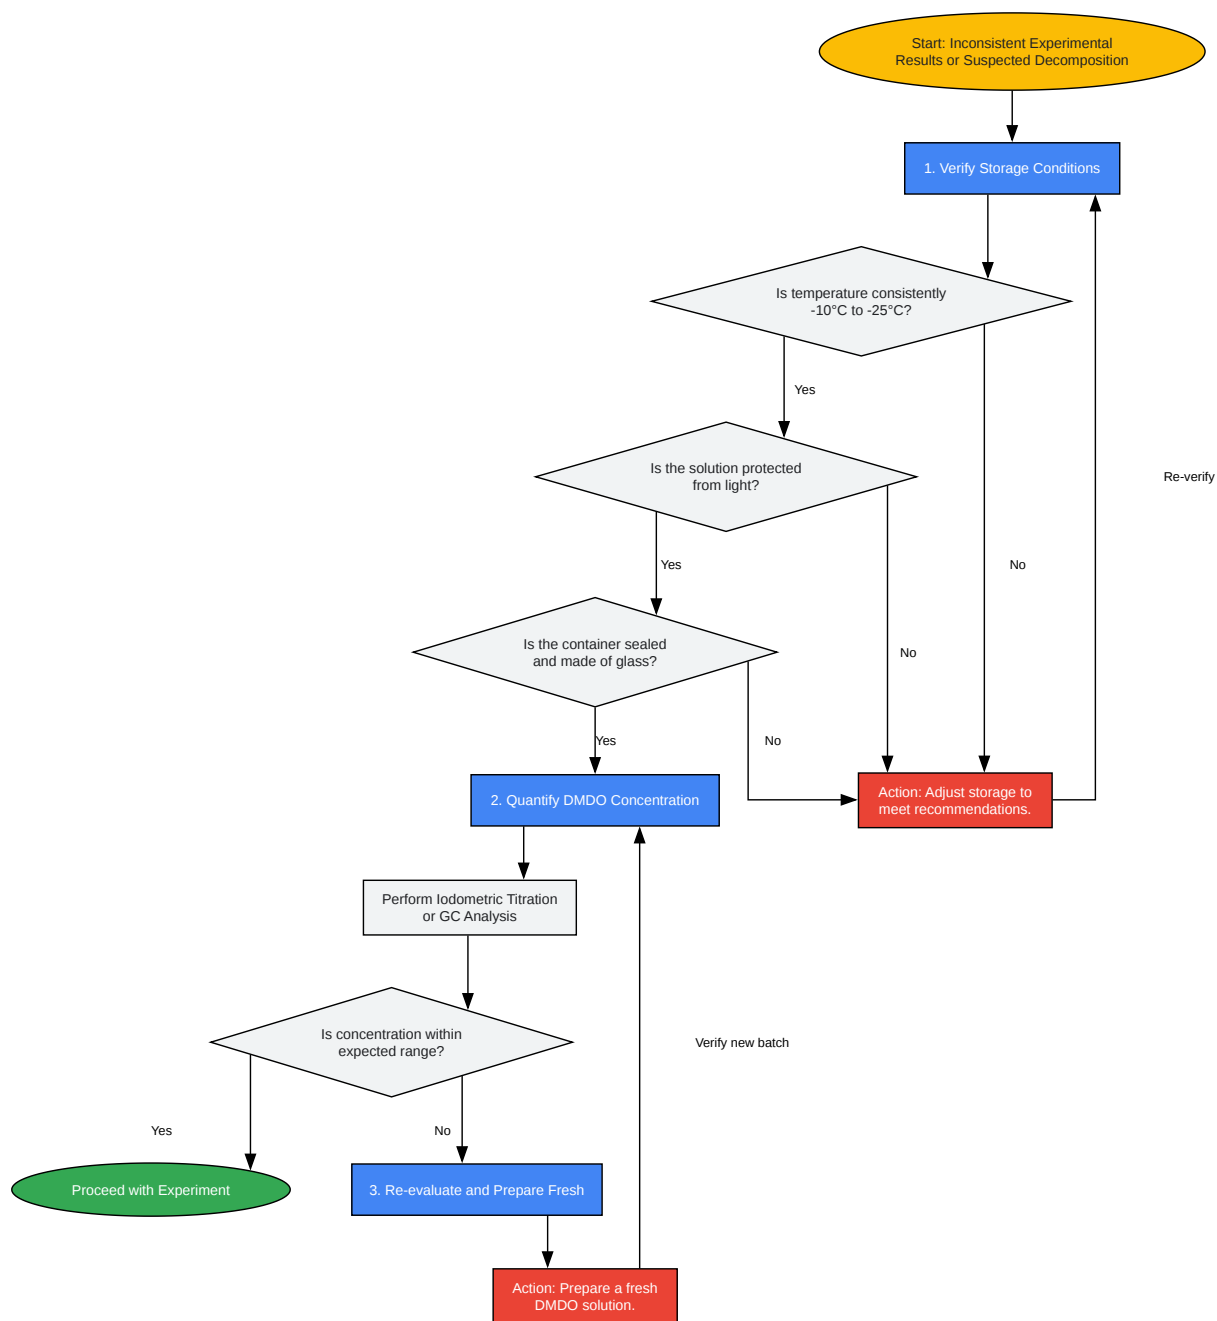 Start: Inconsistent Experimental
Results or Suspected Decomposition
1. Verify Storage Conditions
Is temperature consistently
-10°C to -25°C?
Yes
Is the solution protected
from light?
Re-verify
Yes
No
Is the container sealed
and made of glass?
No
Yes
No
2. Quantify DMDO Concentration
Action: Adjust storage to
meet recommendations.
Perform Iodometric Titration
or GC Analysis
Is concentration within
expected range?
Verify new batch
Yes
No
Proceed with Experiment
3. Re-evaluate and Prepare Fresh
Action: Prepare a fresh
DMDO solution.